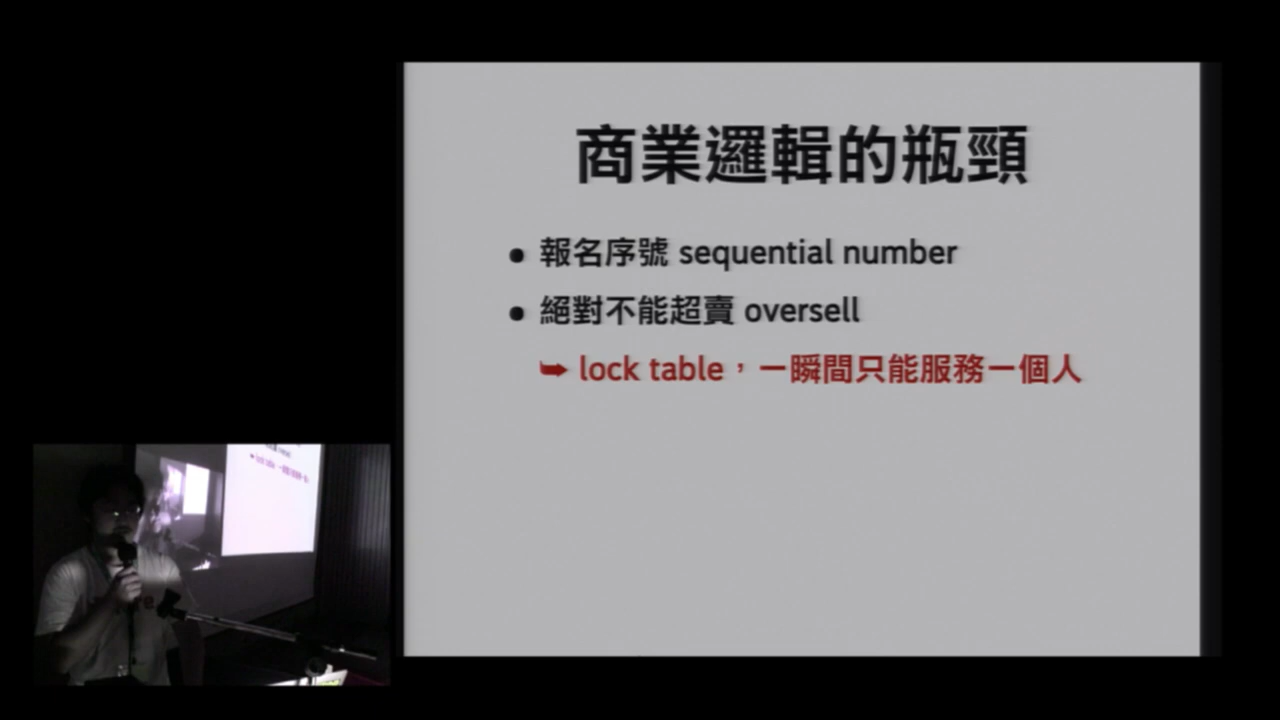 商業邏輯的瓶頸
• 報名序號 sequential number
• 絕對不能超賣 oversell
➥ lock table，一瞬間只能服務一個人